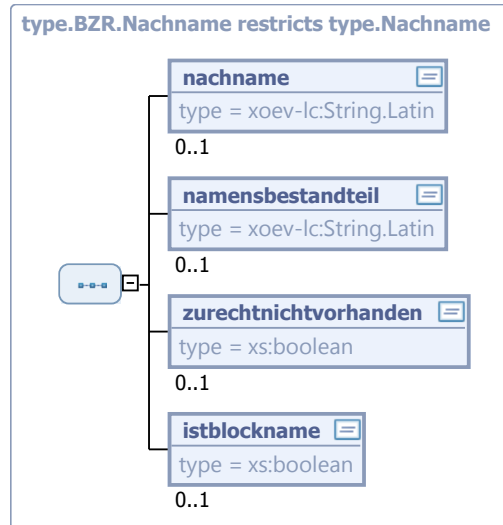 type.BZR.Nachname restricts type.Nachname
nachname
type = xoev-lc:String.Latin
0..1
namensbestandteil
type = xoev-lc:String.Latin
0..1
zurechtnichtvorhanden
type = xs:boolean
0..1
istblockname
type = xs:boolean
0..1